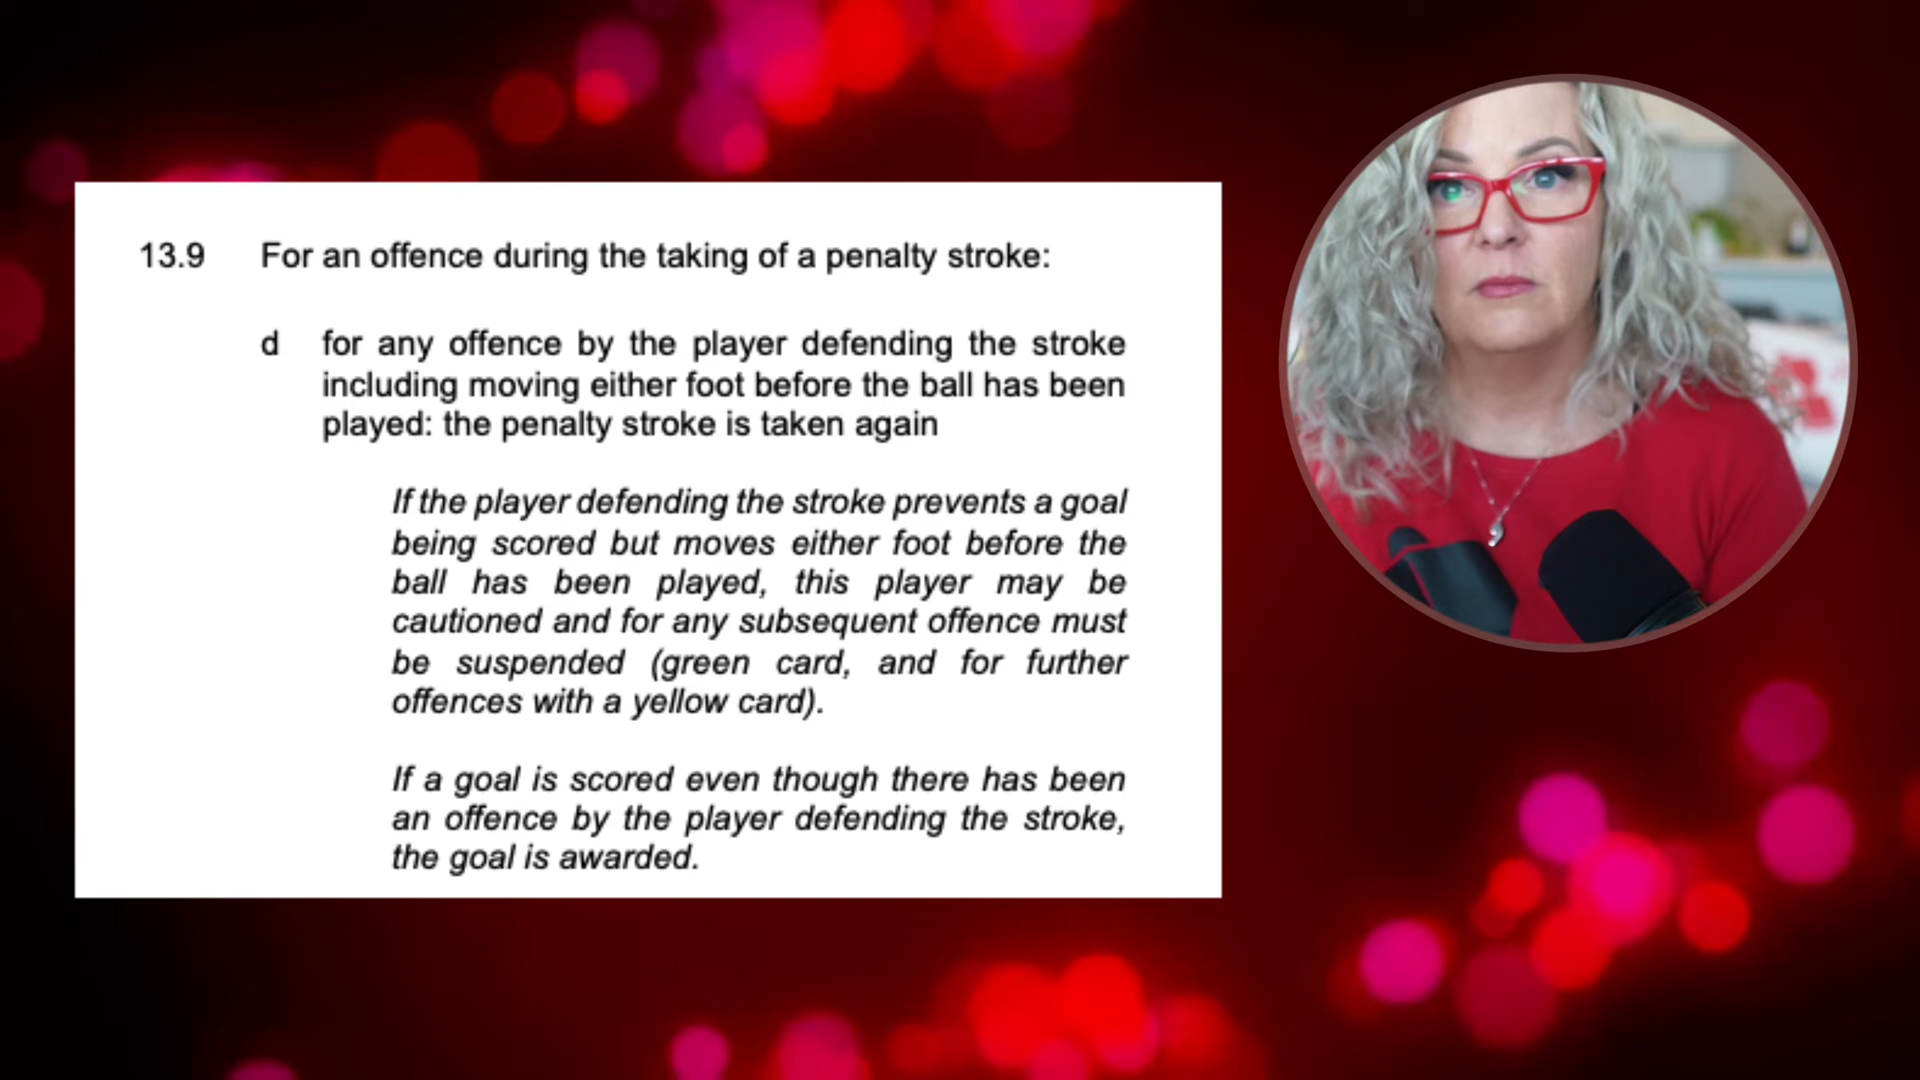 13.9 For an offence during the taking of a penalty stroke:
d for any offence by the player defending the stroke
including moving either foot before the ball has been
played: the penalty stroke is taken again
If the player defending the stroke prevents a goal
being scored but moves either foot before the
ball has been played, this player may be
cautioned and for any subsequent offence must
be suspended (green card, and for further
offences with a yellow card).
If a goal is scored even though there has been
an offence by the player defending the stroke,
the goal is awarded.